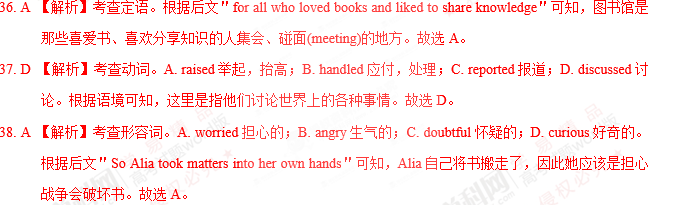 36. A 【解析】考查定语。根据后文＂for all who loved books and liked to share knowledge＂可知，图书馆是
那些喜爱书、喜欢分享知识的人集会、碰面(meeting)的地方。故选 A。
37. D 【解析】考查动词。A. raised 举起，抬高；B. handled 应付，处理；C. reported 报道；D. discussed 讨
论。根据语境可知，这里是指他们讨论世界上的各种事情。故选 D。
38. A 【解析】考查形容词。A. worried 担心的；B. angry 生气的；C. doubtful 怀疑的；D. curious 好奇的。
根据后文＂So Alia took matters into her own hands＂可知，Alia 自己将书搬走了，因此她应该是担心
战争会破坏书。故选 A。